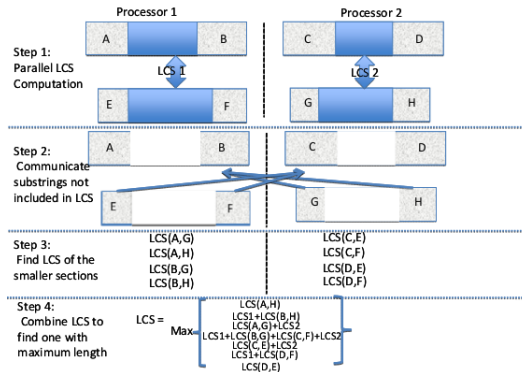 Processor 1
Processor 2
Step 1:
Parallel LCS
Computation
A
B
C
D
LCS 1
LCS 2
E
F
G
H
Step 2:
Communicate
substrings not
included in LCS
A
B
C
D
E
F
G
H
Step 3:
Find LCS of the
smaller sections
LCS(A,G)
LCS(A,H)
LCS(B,G)
LCS(B,H)
LCS(C,E)
LCS(C,F)
LCS(D,E)
LCS(D,F)
Step 4:
Combine LCS to
find one with
maximum length
LCS =
Max
LCS(A,H)
LCS1+LCS(B,H)
LCS(A,G)+LCS2
LCS1+LCS(B,G)+LCS(C,F)+LCS2
LCS(C,E)+LCS2
LCS1+LCS(D,F)
LCS(D,E)